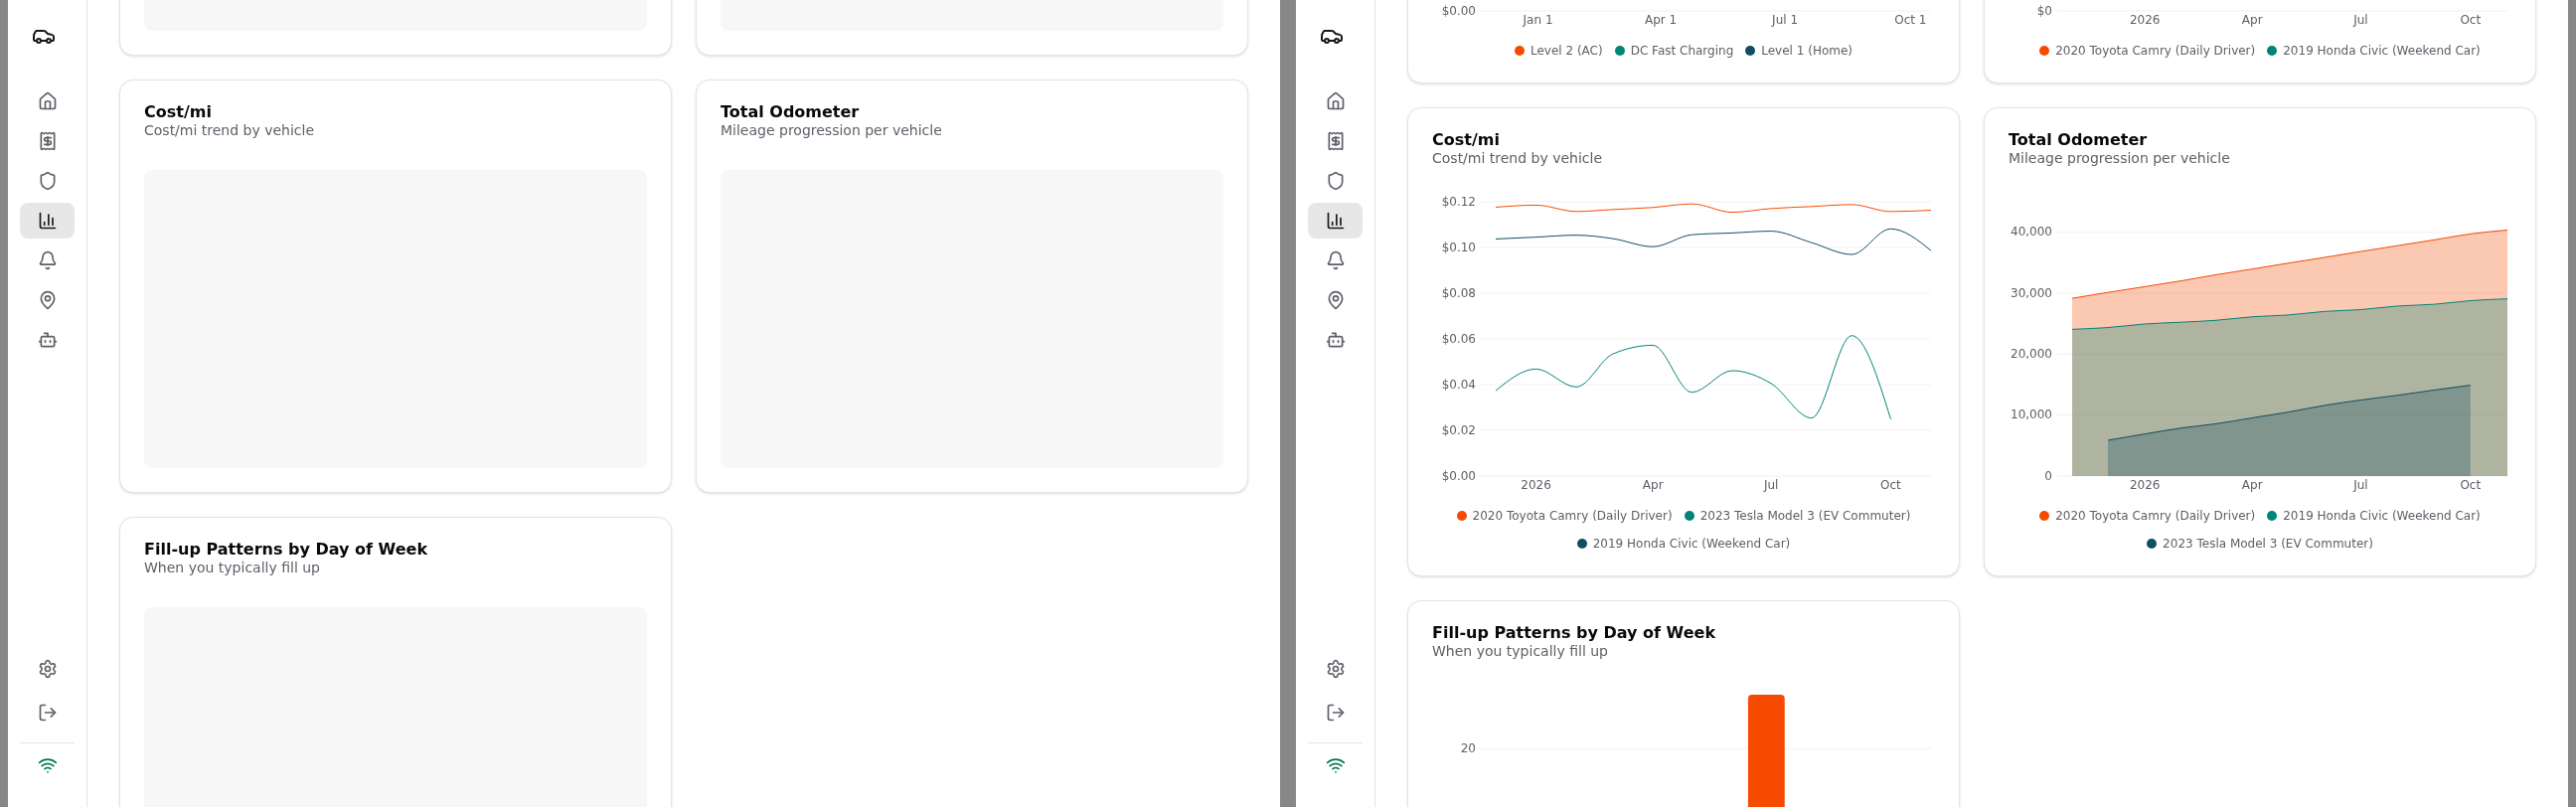 Cost/mi
Cost/mi trend by vehicle
Total Odometer
Mileage progression per vehicle
Fill-up Patterns by Day of Week
When you typically fill up
$0.00
Jan 1 Apr 1 Jul 1 Oct 1
Level 2 (AC) DC Fast Charging Level 1 (Home)
$0
2026 Apr Jul Oct
2020 Toyota Camry (Daily Driver) 2019 Honda Civic (Weekend Car)
Cost/mi
Cost/mi trend by vehicle
$0.12
$0.10
$0.08
$0.06
$0.04
$0.02
$0.00
2026 Apr Jul Oct
2020 Toyota Camry (Daily Driver) 2023 Tesla Model 3 (EV Commuter)
2019 Honda Civic (Weekend Car)
Total Odometer
Mileage progression per vehicle
40,000
30,000
20,000
10,000
0
2026 Apr Jul Oct
2020 Toyota Camry (Daily Driver) 2019 Honda Civic (Weekend Car)
2023 Tesla Model 3 (EV Commuter)
Fill-up Patterns by Day of Week
When you typically fill up
20